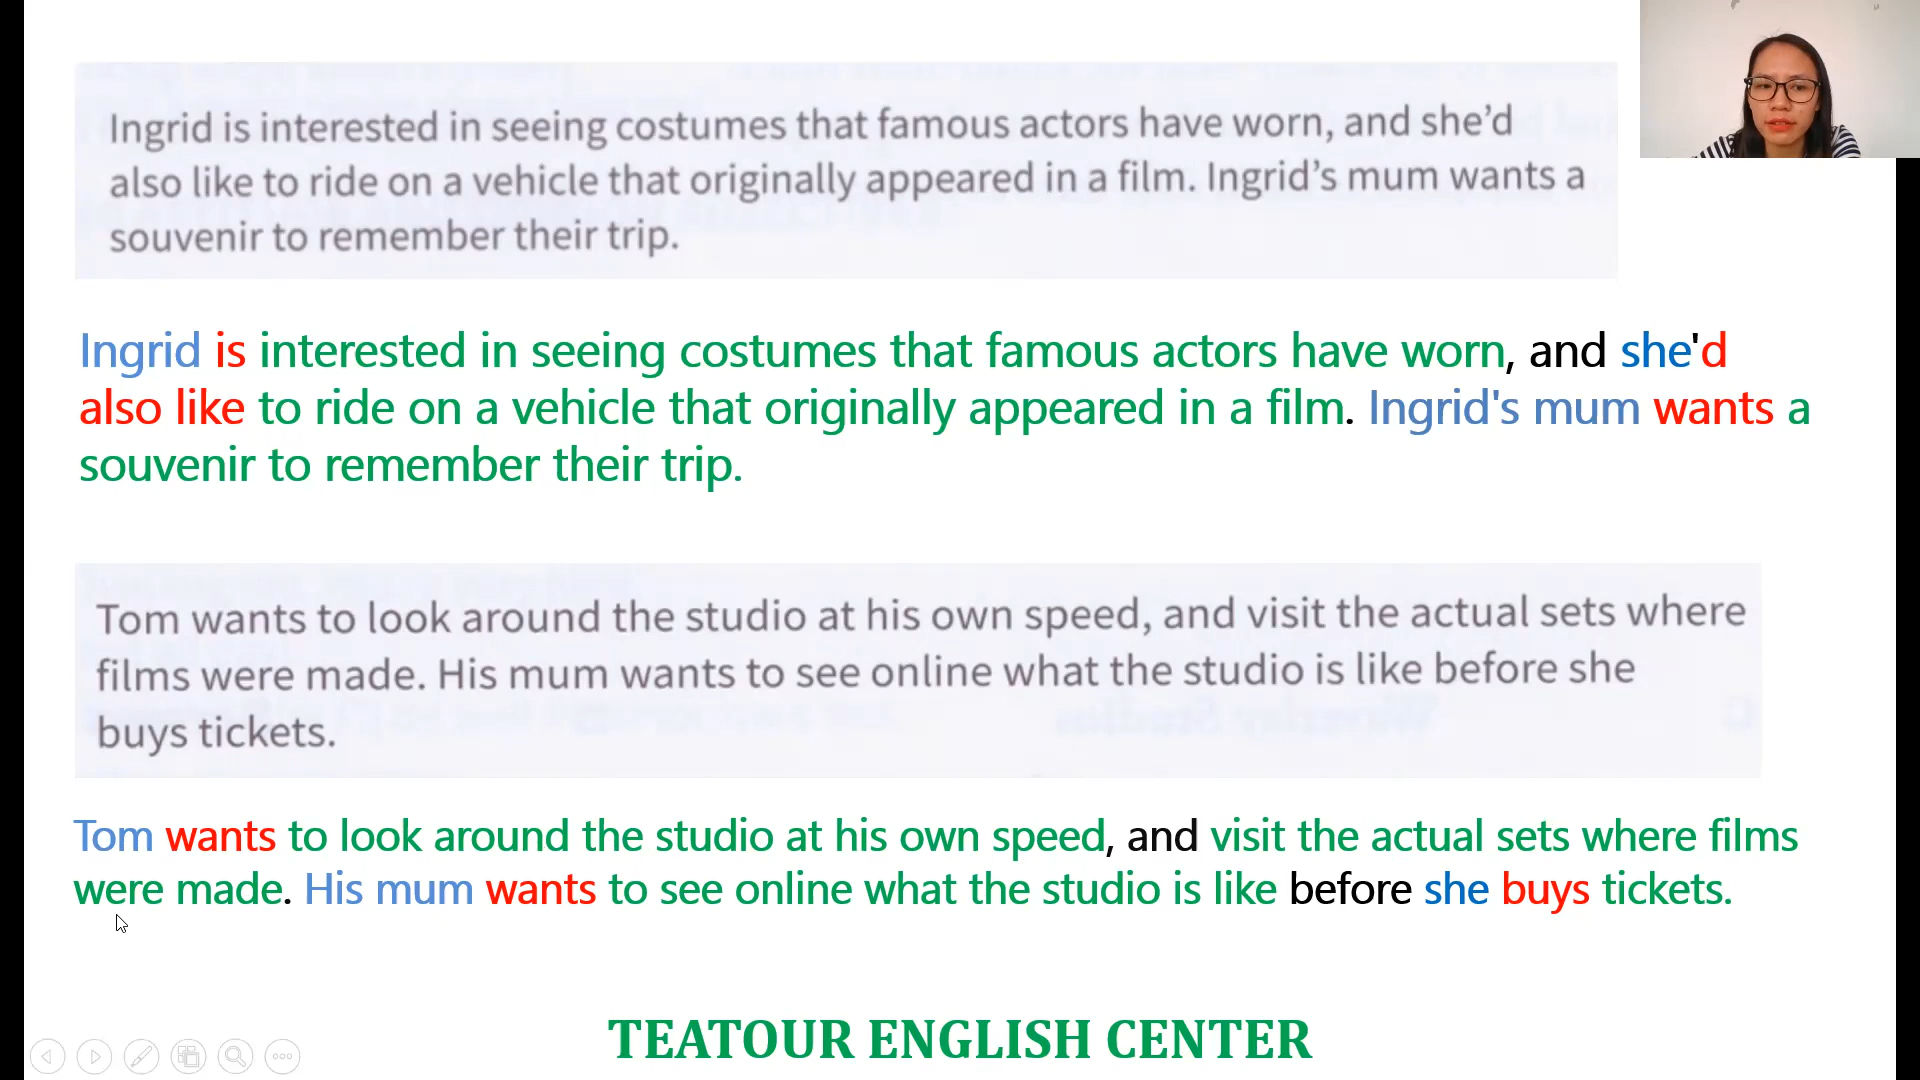 Ingrid is interested in seeing costumes that famous actors have worn, and she’d
also like to ride on a vehicle that originally appeared in a film. Ingrid’s mum wants a
souvenir to remember their trip.
Ingrid is interested in seeing costumes that famous actors have worn, and she'd
also like to ride on a vehicle that originally appeared in a film. Ingrid's mum wants a
souvenir to remember their trip.
Tom wants to look around the studio at his own speed, and visit the actual sets where
films were made. His mum wants to see online what the studio is like before she
buys tickets.
Tom wants to look around the studio at his own speed, and visit the actual sets where films
were made. His mum wants to see online what the studio is like before she buys tickets.
TEATOUR ENGLISH CENTER